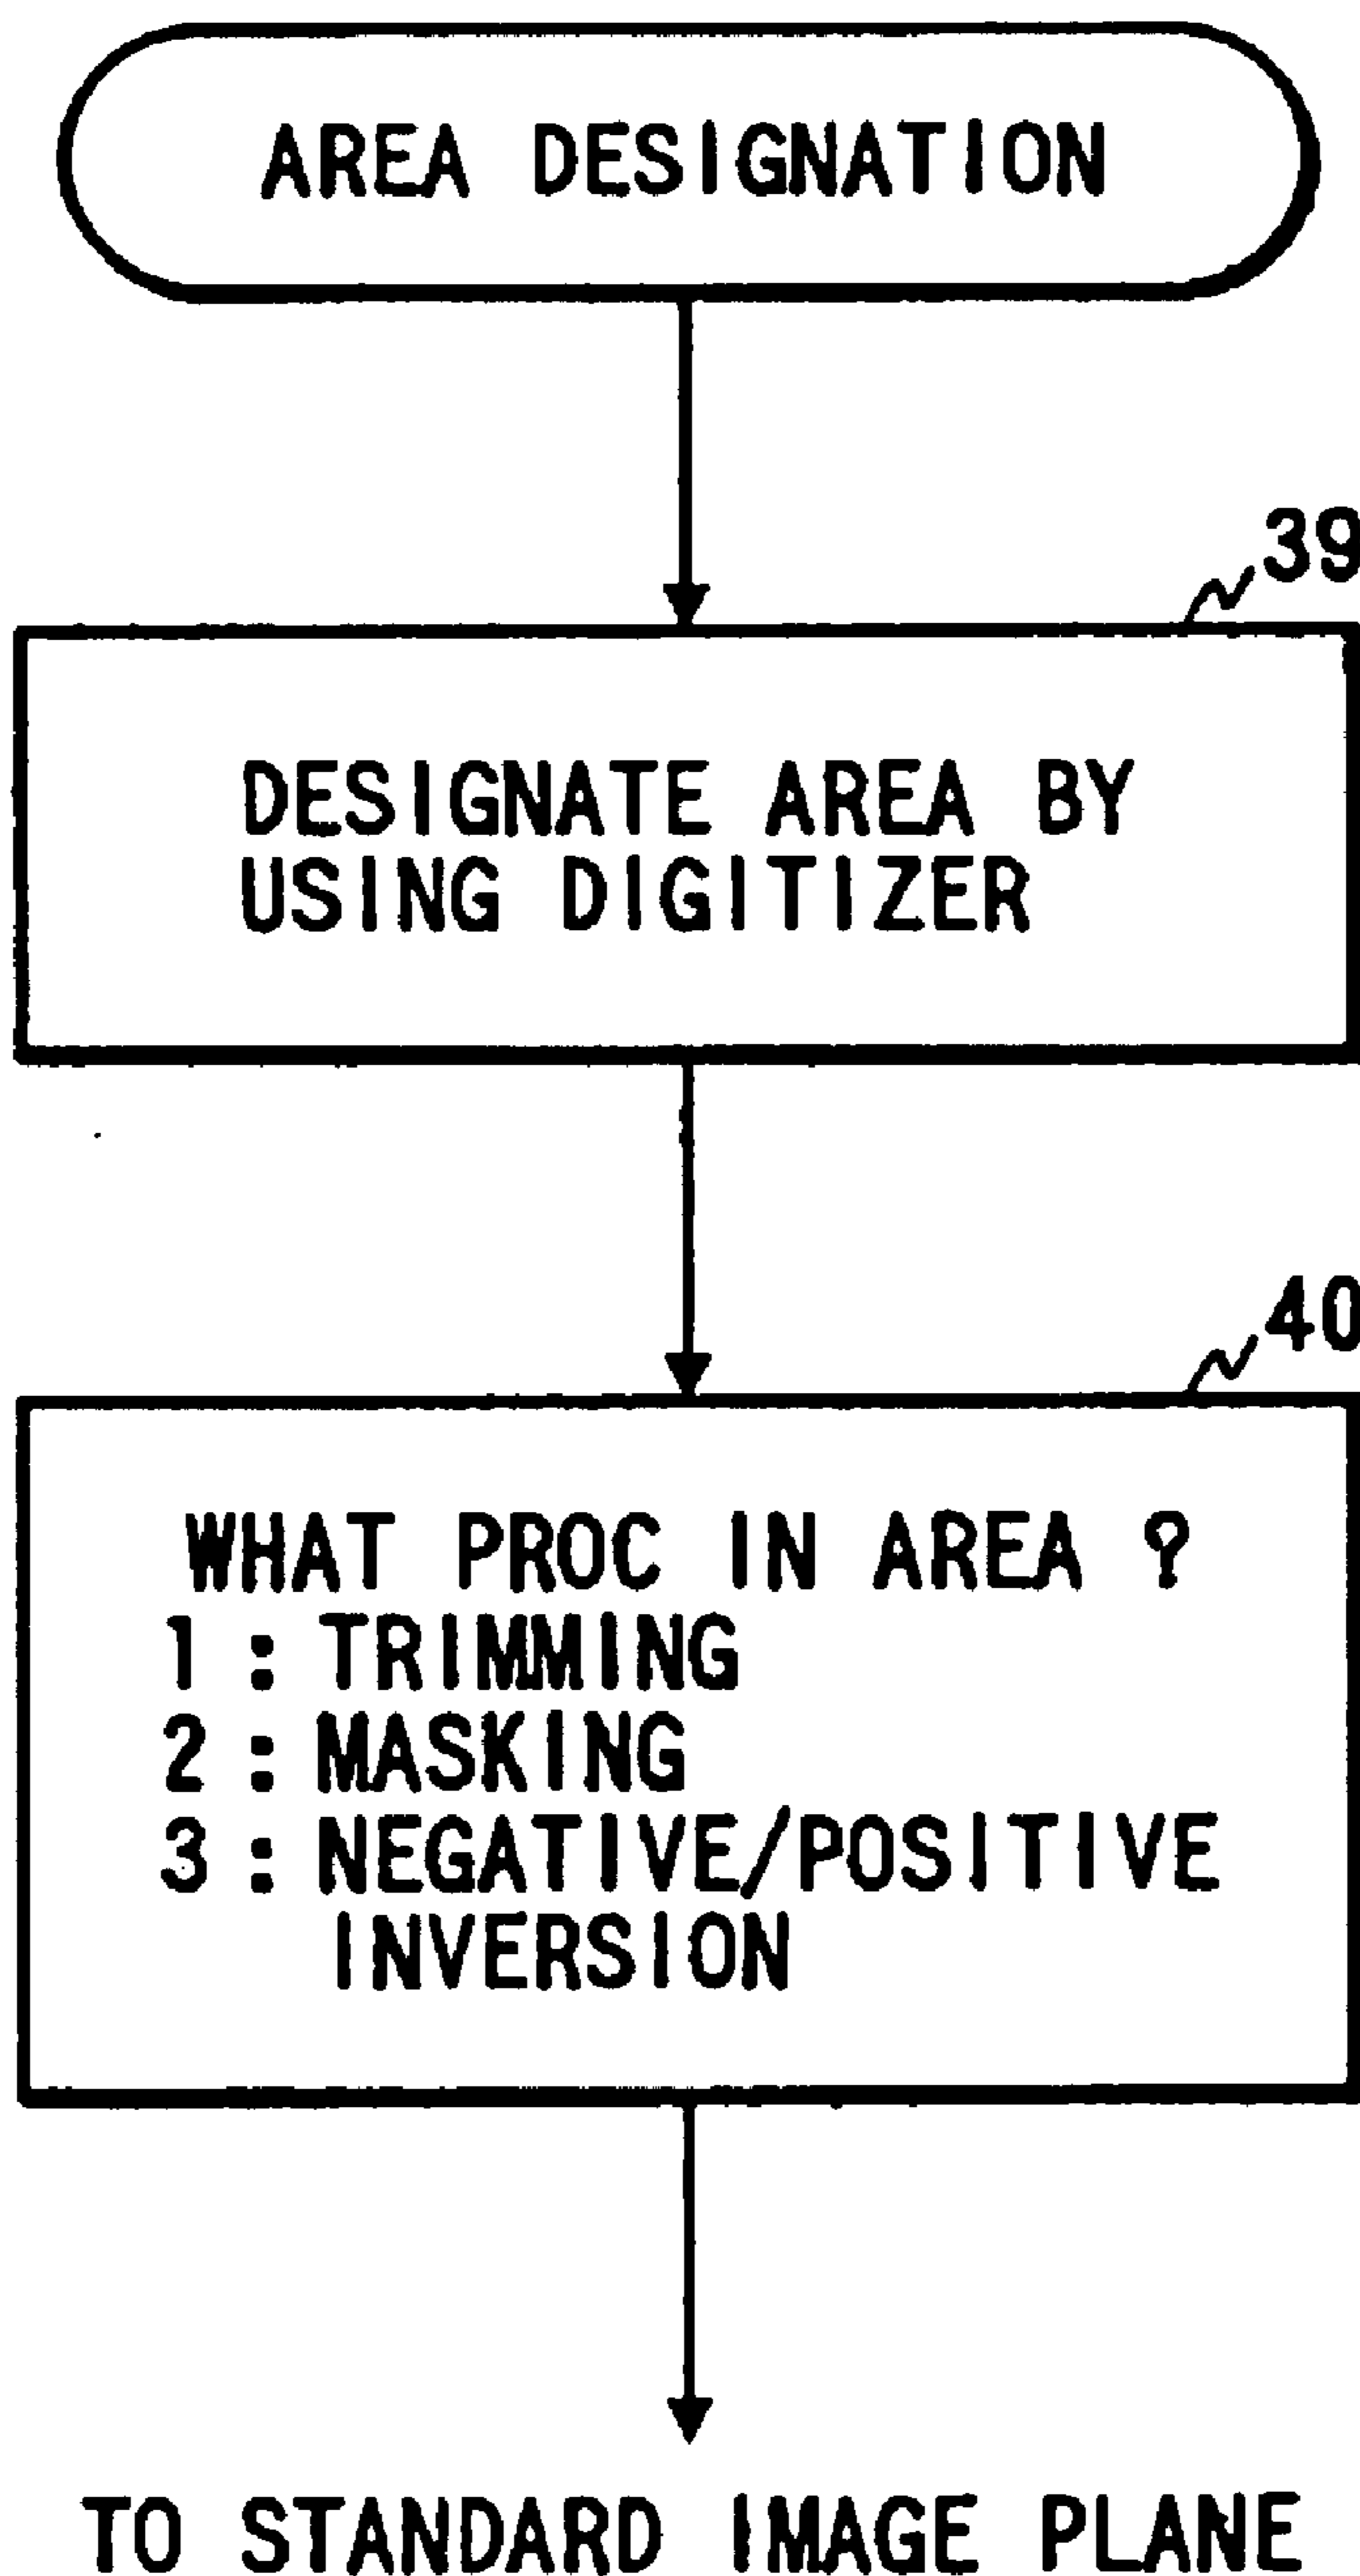 AREA DESIGNATION
39
DESIGNATE AREA BY
USING DIGITIZER
40
WHAT PROC IN AREA ?
1 : TRIMMING
2 : MASKING
3 : NEGATIVE/POSITIVE
INVERSION
TO STANDARD IMAGE PLANE